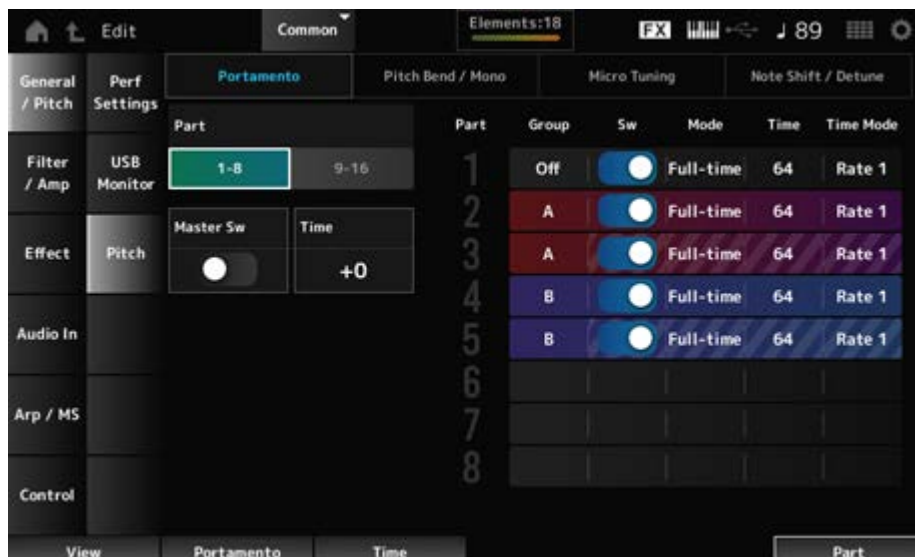 Edit
Common
Elements:18
FX
89
General / Pitch
Perf Settings
Portamento
Pitch Bend / Mono
Micro Tuning
Note Shift / Detune
Part
Part Group Sw Mode Time Time Mode
Filter / Amp
USB Monitor
1-8
9-16
1 Off Full-time 64 Rate 1
2 A Full-time 64 Rate 1
Master Sw
Time
Effect
Pitch
+0
3 A Full-time 64 Rate 1
4 B Full-time 64 Rate 1
Audio In
5 B Full-time 64 Rate 1
6
Arp / MS
7
8
Control
View
Portamento
Time
Part